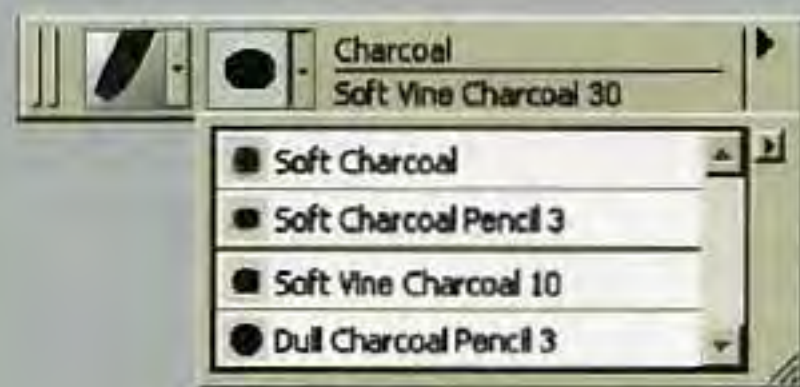 Charcoal
Soft Vine Charcoal 30
Soft Charcoal
Soft Charcoal Pencil 3
Soft Vine Charcoal 10
Dull Charcoal Pencil 3